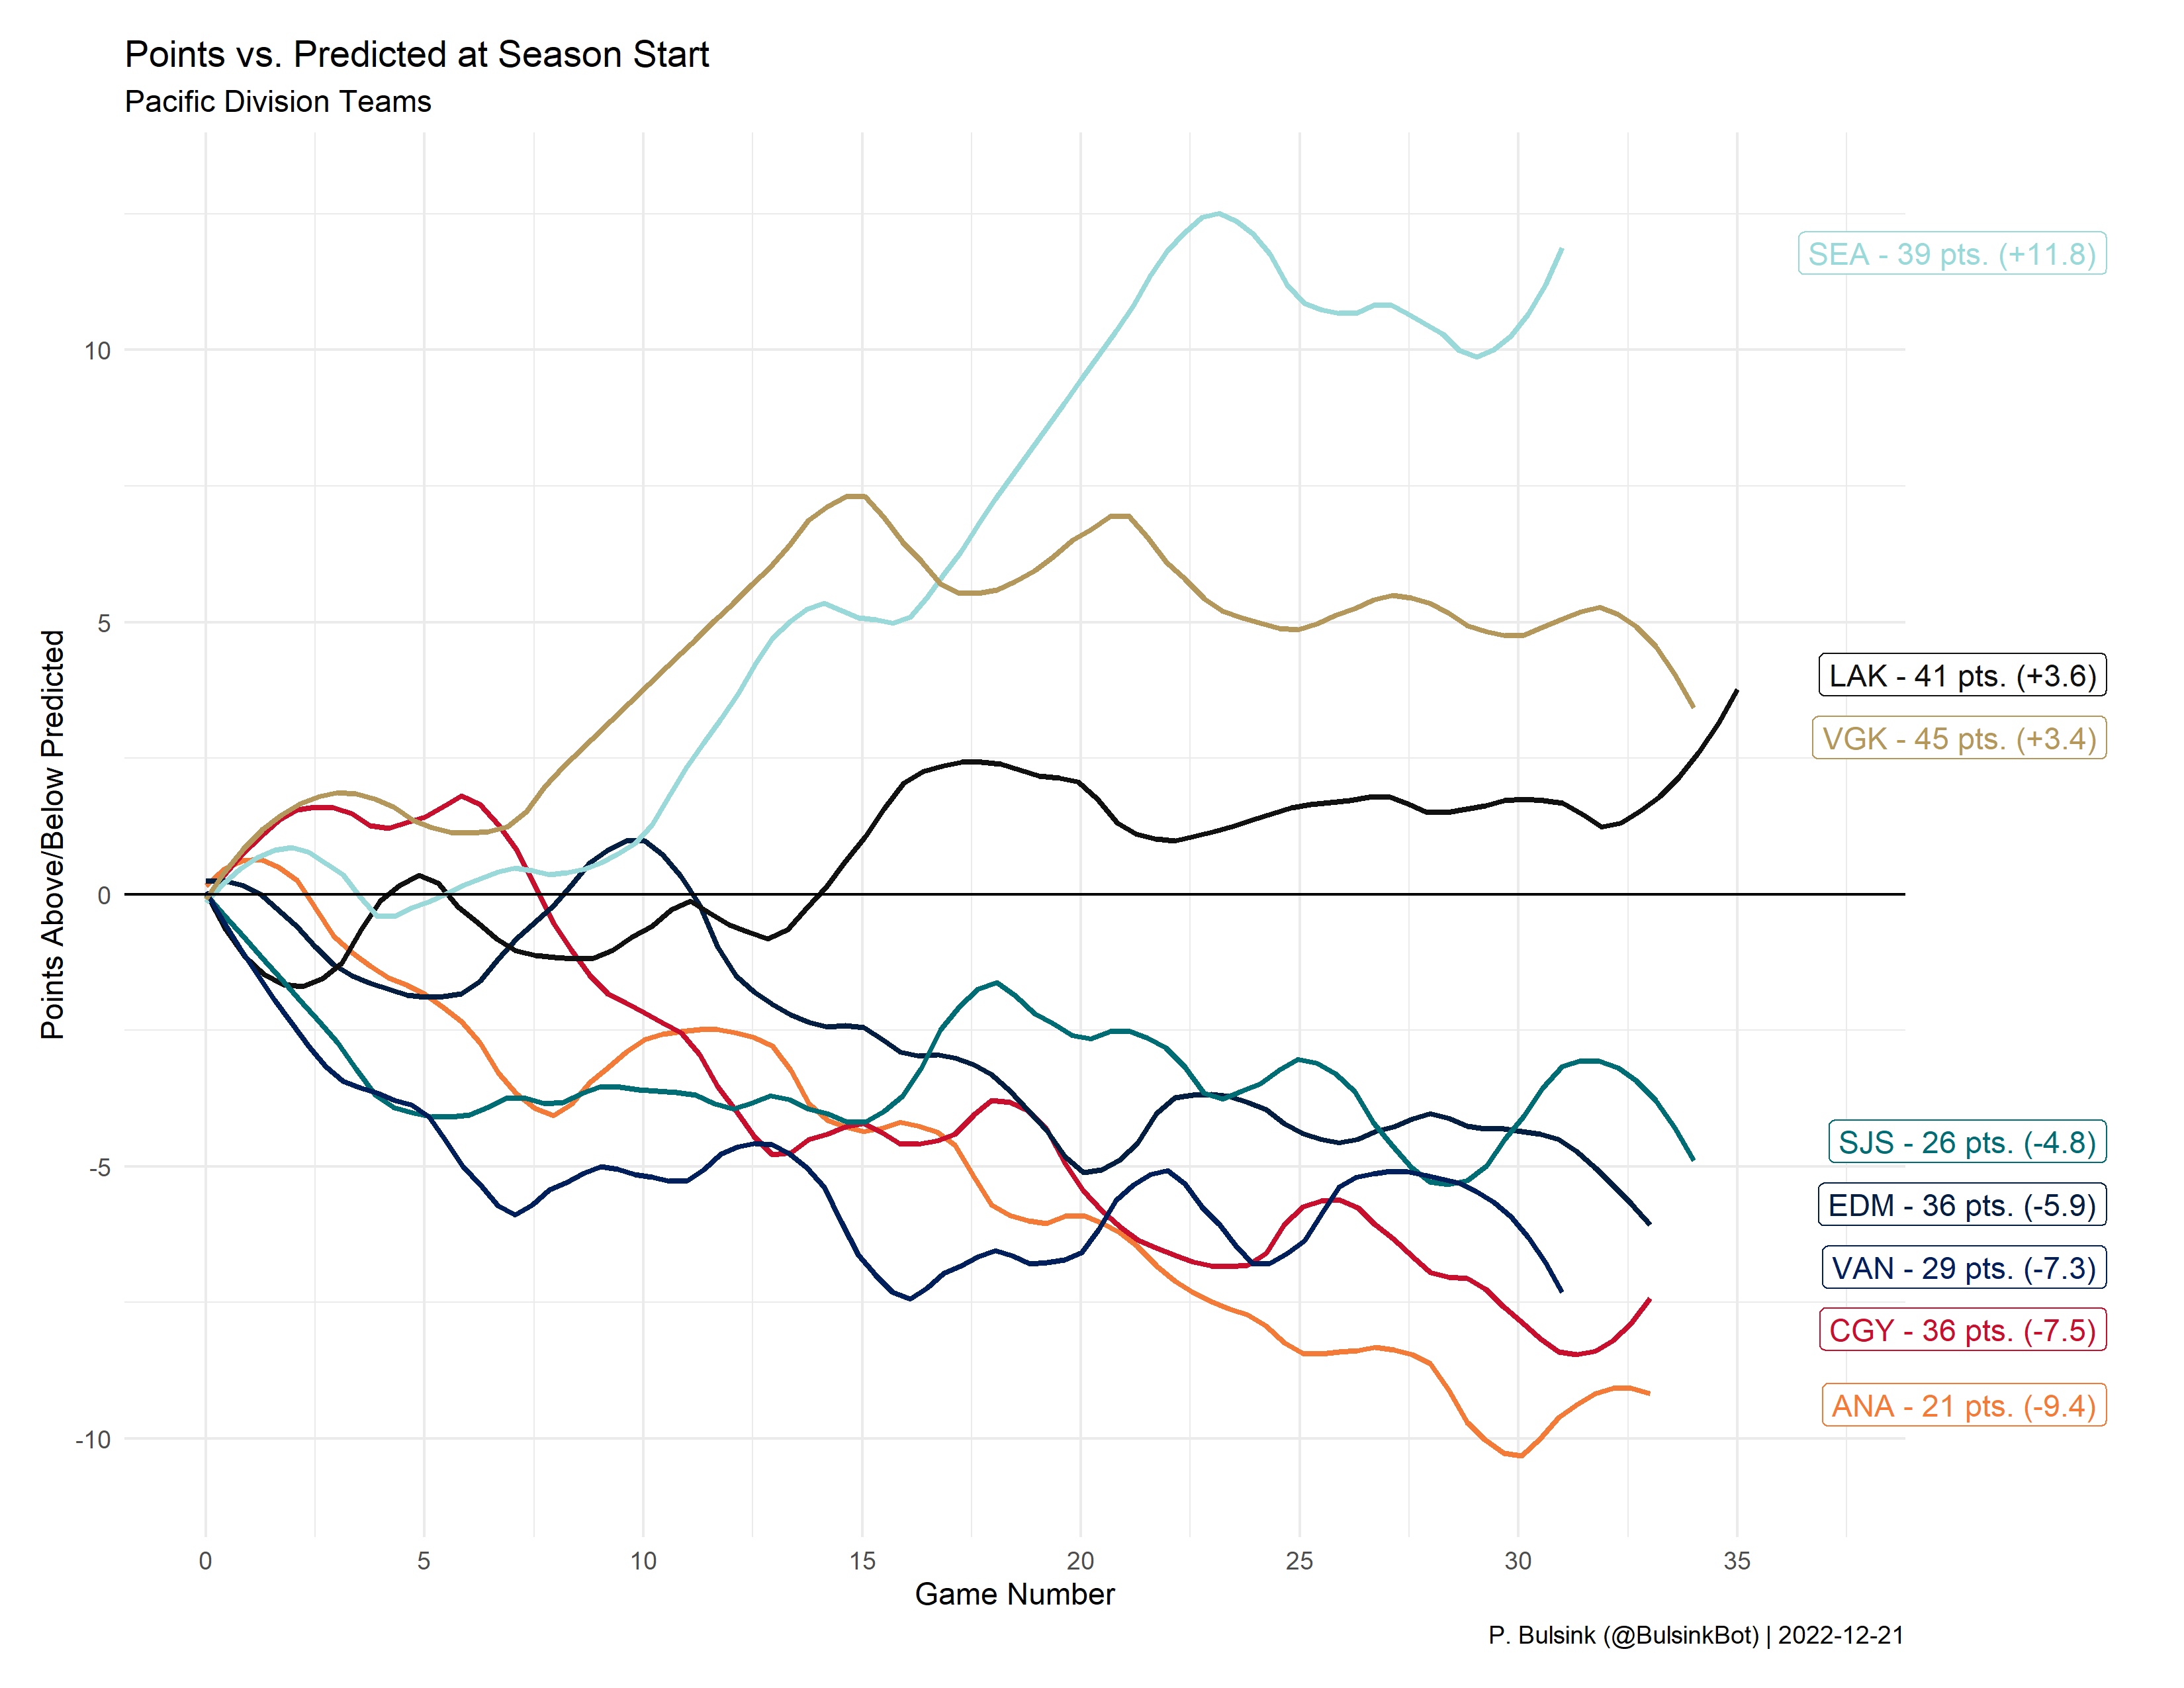 Points vs. Predicted at Season Start
Pacific Division Teams
Points Above/Below Predicted
10
5
0
-5
-10
SEA - 39 pts. (+11.8)
LAK - 41 pts. (+3.6)
VGK - 45 pts. (+3.4)
SJS - 26 pts. (-4.8)
EDM - 36 pts. (-5.9)
VAN - 29 pts. (-7.3)
CGY - 36 pts. (-7.5)
ANA - 21 pts. (-9.4)
0 5 10 15 20 25 30 35
Game Number
P. Bulsink (@BulsinkBot) | 2022-12-21